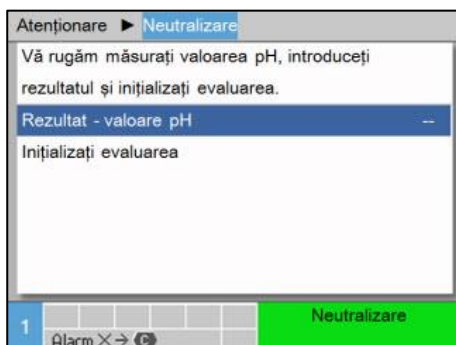 Atenționare ► Neutralizare
Vă rugăm măsurați valoarea pH, introduceți
rezultatul și inițializați evaluarea.
Rezultat - valoare pH --
Inițializați evaluarea
1
Neutralizare
Alarm X → C